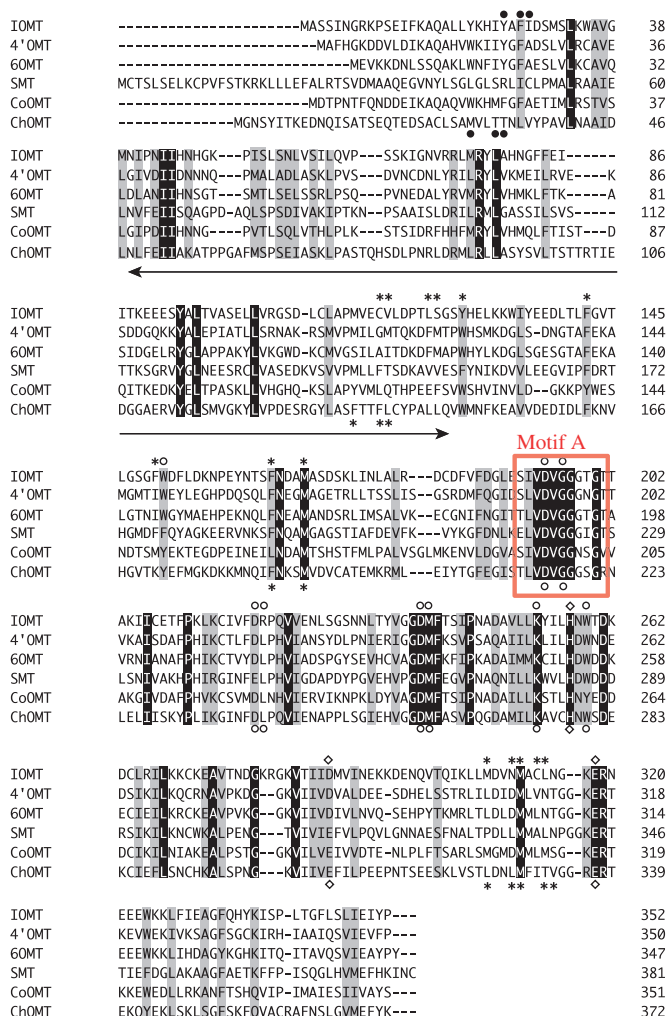 ● ●● 
IOMT --------------------MASSINGRKPSEIFKAQALLYKHIYAFIDSMSLKWAVG 38
4'OMT ----------------------MAFHGKDDVLDIKAQAHVWKIIYGFADSLVLRCAVE 36
6OMT --------------------------MEVKKDNLSSQAKLWNFIYGFAESLVLKCAVQ 32
SMT MCTSLSELKCPVFSTKRKLLLEFALRTSVDMAAQEGVNYLSGLGLSRLICLPMALRAAIE 60
CoOMT ---------------------MDTPNTFQNDDEIKAQAQVWKHMFGFAETIMLRSTVS 37
ChOMT ------------MGNSYITKEDNQISATSEQTEDSACLSAMVLTTNLVYPAVLNAAID 46
● ●●
IOMT MNIPNIIHNHGK--PISLSNLVSILQVP---SSKIGNVRRLMRYLAHNGFFEI-----K 86
4'OMT LGIVDIIDNNNQ--PMALADLASKLPVS---DVNCDNLYRILRYLVKMEILRVE---K 86
6OMT LDLANIIHNSGT--SMTLSELSSRLPSQ---PVNEDALYRVMRYLVHMKLFTK----A 81
SMT LNVFEIISQAGPD-AQLSPSDIVAKIPTKN--PSAAISLDRILRMLGASSILSVS---- 112
CoOMT LGIPDIIHNNG---PVTLSQLVTHLPLK---STSIDRFHHFMRYLVHMQLFTIST---D 87
ChOMT LNLFEIIAKATPPGAFMSPSEIASKLPASTQHSDLPNRLDRMLRLLASYSVLTSTTRTIE 106
** ** * *
IOMT ITKEEESYALTVASELLVRGSD-LCLAPMVECVLDPTLSGSYHELKKWIYEEDLTLFGVT 145
4'OMT SDDGQKKYALEPIATLLSRNAK-RSMVPMILGMTQKDFMTPWHSMKDGLS-DNGTAFEKA 144
6OMT SIDGELRYGLAPPAKYLVKGWD-KCMVGSILAITDKDFMAPWHYLKDGLSGESGTAFEKA 140
SMT TTKSGRVYGLNEESRCLVASEDKVSVVPMLLFTSDKAVVESFYNIKDVVLEEGVIPFDRT 172
CoOMT QITKEDKYELTPASKLLVHGHQ-KSLAPYVMLQTHPEEFSVWSHVINVLD-GKKPYWES 144
ChOMT DGGAERVYGLSMVGKYLVPDESRGYLASFTTFLCYPALLQVWMNFKEAVVDEDIDLFKNV 166
* **
Motif A
*○ * * ○ ○
IOMT LGSGFWDFLDKNPEYNTSFNDAMASDSKLINLALR---DCDFVFDGLESIVDVGGGTGTT 202
4'OMT MGMTIWEYLEGHPDQSQLFNEGMAGETRLLTSSLI---SGSRDMFQGIDSLVDVGGGNGTT 202
6OMT LGTNIWGYMAEHPEKNQLFNEAMANDSRLIMSALVK--ECGNIFNGITTLVDVGGGTGTA 198
SMT HGMDFFQYAGKEERVNKSFNQAMGAGSTIAFDEVFK---VYKGFDNLKELVDVGGGIGTS 229
CoOMT NDTSMYEKTEGDPEINEILNDAMTSHSTFMLPALVSGLMKENVLDGVASIVDVGGNSGVV 205
ChOMT HGVTKYEFMGKDKKMNQIFNKSMVDVCATEMKRML---EIYTGFEGISTLVDVGGGSGRN 223
* * ○ ○
○○ ○○ ○ ◇ ○
IOMT AKIICETFPKLKCIVFDRPQVVENLSGSNNLTYVGGDMFTSIPNADAVLLKYILHNWTDK 262
4'OMT VKAISDAFPHIKCTLFDLPHVIANSYDLPNIERIGGDMFKSVPSAQAIILKLILHDWNDE 262
6OMT VRNIANAFPHIKCTVYDLPHVIADSPGYSEVHCVAGDMFKFIPKADAIMMKCILHDWDDK 258
SMT LSNIVAKHPHIRGINFELPHVIGDAPDYPGVEHVPGDMFEGVPNAQNILLKWVLHDWDDD 289
CoOMT AKGIVDAFPHVKCSVMDLNHVIERVIKNPKLDYVAGDMFTSIPNADAILLKSTLHNYEDD 264
ChOMT LELIISKYPLIKGINFDLPQVIENAPPLSGIEHVGGDMFASVPQGDAMILKAVCHNWSDE 283
○○ ○○ ○ ◇ ○
◇ * ** ** ◇
IOMT DCLRILKKCKEAVTNDGKRGKVTIIDMVINEKKDENQVTQIKLLMDVNMACLNG---KERN 320
4'OMT DSIKILKQCRNAVPKDG---GKVIIVDVALDEE-SDHELSSTRLILDIDMLVNTGG--KERT 318
6OMT ECIEILKRCKEAVPVKG---GKVIIVDIVLNVQ-SEHPYTKMRLTLDLDMMLNTGG--KERT 314
SMT RSIKILKNCWKALPENG---TVIVIEFVLPQVLGNNAESFNALTPDLLMMALNPGGKERT 346
CoOMT DCIKILNIAKEALPSTG---GKVILVEIVVDTE-NLPLFTSARLSMGMDMMLMSG---KERT 319
ChOMT KCIEFLSNCHKALSPNG---KVIIVEFILPEEPNTSEESKLVSTLDNLMFITVGG--RERT 339
◇ * ** ** ◇
IOMT EEEWKKLFIEAGFQHYKISP-LTGFLSLIEIYP--- 352
4'OMT KEVWEKIVKSAGFSGCKIRH-IAAIQSVIEVFP--- 350
6OMT EEEWKKLIHDAGYKGHKITQ-ITAVQSVIEAYPY-- 347
SMT TIEFDGLAKAAGFAETKFFP-ISQGLHVMEFHKINC 381
CoOMT KKEWEDLLRKANFTSHQVIP-IMAIESIIVAYS--- 351
ChOMT EKQYEKLSKLSGFSKFQVACRAFNSLGVMEFYK--- 372